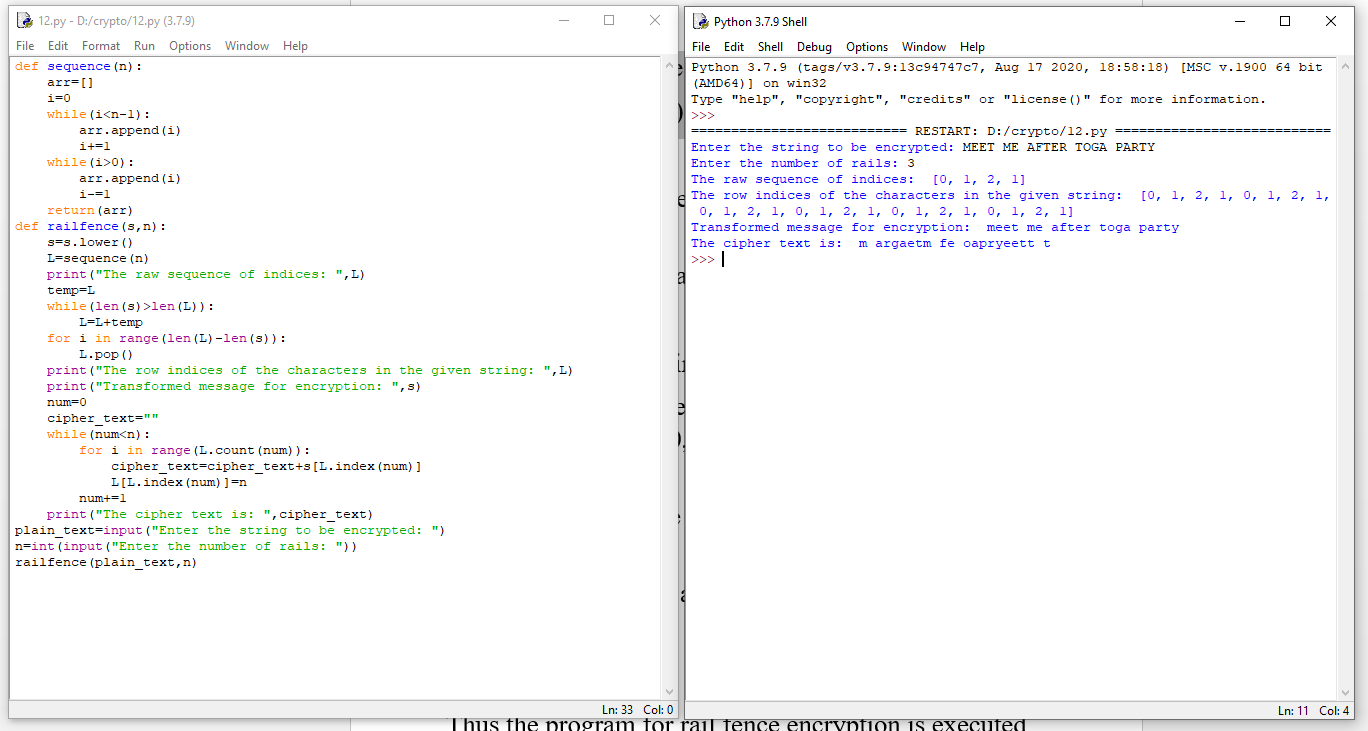 12.py - D:/crypto/12.py (3.7.9)
File Edit Format Run Options Window Help
def sequence(n):
    arr=[]
    i=0
    while(i<n-1):
        arr.append(i)
        i+=1
    while(i>0):
        arr.append(i)
        i-=1
    return(arr)
def railfence(s,n):
    s=s.lower()
    L=sequence(n)
    print("The raw sequence of indices: ",L)
    temp=L
    while(len(s)>len(L)):
        L=L+temp
    for i in range(len(L)-len(s)):
        L.pop()
    print("The row indices of the characters in the given string: ",L)
    print("Transformed message for encryption: ",s)
    num=0
    cipher_text=""
    while(num<n):
        for i in range(L.count(num)):
            cipher_text=cipher_text+s[L.index(num)]
            L[L.index(num)]=n
        num+=1
    print("The cipher text is: ",cipher_text)
plain_text=input("Enter the string to be encrypted: ")
n=int(input("Enter the number of rails: "))
railfence(plain_text,n)
Ln: 33 Col: 0
Python 3.7.9 Shell
File Edit Shell Debug Options Window Help
Python 3.7.9 (tags/v3.7.9:13c94747c7, Aug 17 2020, 18:58:18) [MSC v.1900 64 bit
(AMD64)] on win32
Type "help", "copyright", "credits" or "license()" for more information.
>>>
=========================== RESTART: D:/crypto/12.py ===========================
Enter the string to be encrypted: MEET ME AFTER TOGA PARTY
Enter the number of rails: 3
The raw sequence of indices:  [0, 1, 2, 1]
The row indices of the characters in the given string:  [0, 1, 2, 1, 0, 1, 2, 1,
 0, 1, 2, 1, 0, 1, 2, 1, 0, 1, 2, 1, 0, 1, 2, 1]
Transformed message for encryption:  meet me after toga party
The cipher text is:  m argaetm fe oapryeett t
>>>
Ln: 11 Col: 4
Thus the program for rail fence encryption is executed